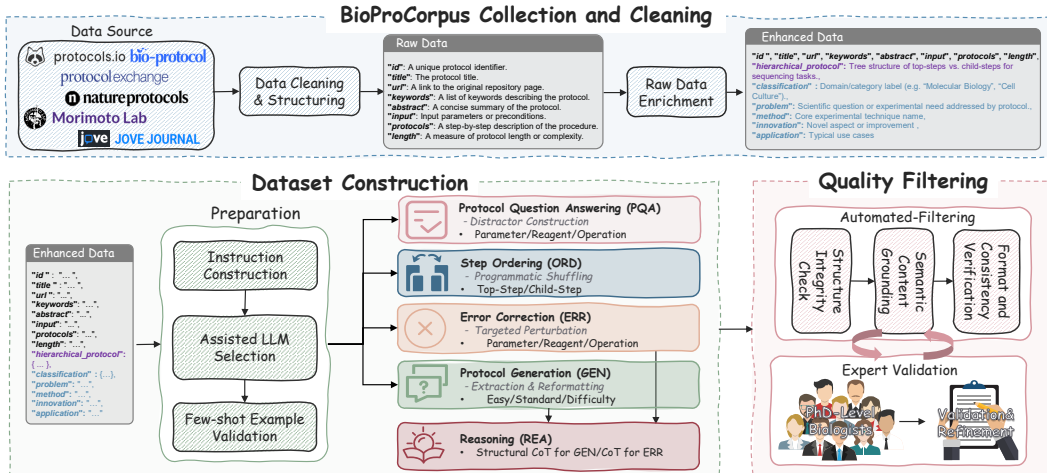 BioProCorpus Collection and Cleaning
Data Source
protocols.io bio-protocol
protocol exchange
n natureprotocols
Morimoto Lab
jove JOVE JOURNAL
Data Cleaning
& Structuring
Raw Data
"id": A unique protocol identifier.
"title": The protocol title.
"url": A link to the original repository page.
"keywords": A list of keywords describing the protocol.
"abstract": A concise summary of the protocol.
"input": Input parameters or preconditions.
"protocols": A step-by-step description of the procedure.
"length": A measure of protocol length or complexity.
Raw Data
Enrichment
Enhanced Data
"id ", "title", "url", "keywords", "abstract", "input", "protocols", "length",
"hierarchical_protocol": Tree structure of top-steps vs. child-steps for
sequencing tasks.,
"classification" : Domain/category label (e.g. "Molecular Biology", "Cell
Culture").,
"problem": Scientific question or experimental need addressed by protocol.,
"method": Core experimental technique name,
"innovation": Novel aspect or improvement ,
"application": Typical use cases
Dataset Construction
Enhanced Data
"id" : "... ",
"title" : "... ",
"url" : "...",
"keywords": "...",
"abstract": "...",
"input": "...",
"protocols": "...",
"length": "...",
"hierarchical_protocol":
{ ... },
"classification" : {...},
"problem": "...",
"method": "...",
"innovation": "...",
"application": "..."
Preparation
Instruction
Construction
Assisted LLM
Selection
Few-shot Example
Validation
Protocol Question Answering (PQA)
- Distractor Construction
• Parameter/Reagent/Operation
Step Ordering (ORD)
- Programmatic Shuffling
• Top-Step/Child-Step
Error Correction (ERR)
- Targeted Perturbation
• Parameter/Reagent/Operation
Protocol Generation (GEN)
- Extraction & Reformatting
• Easy/Standard/Difficulty
Reasoning (REA)
• Structural CoT for GEN/CoT for ERR
Quality Filtering
Automated-Filtering
Structure
Integrity
Check
Semantic
Content
Grounding
Format and
Consistency
Verification
Expert Validation
PhD-Level
Biologists
Validation&
Refinement